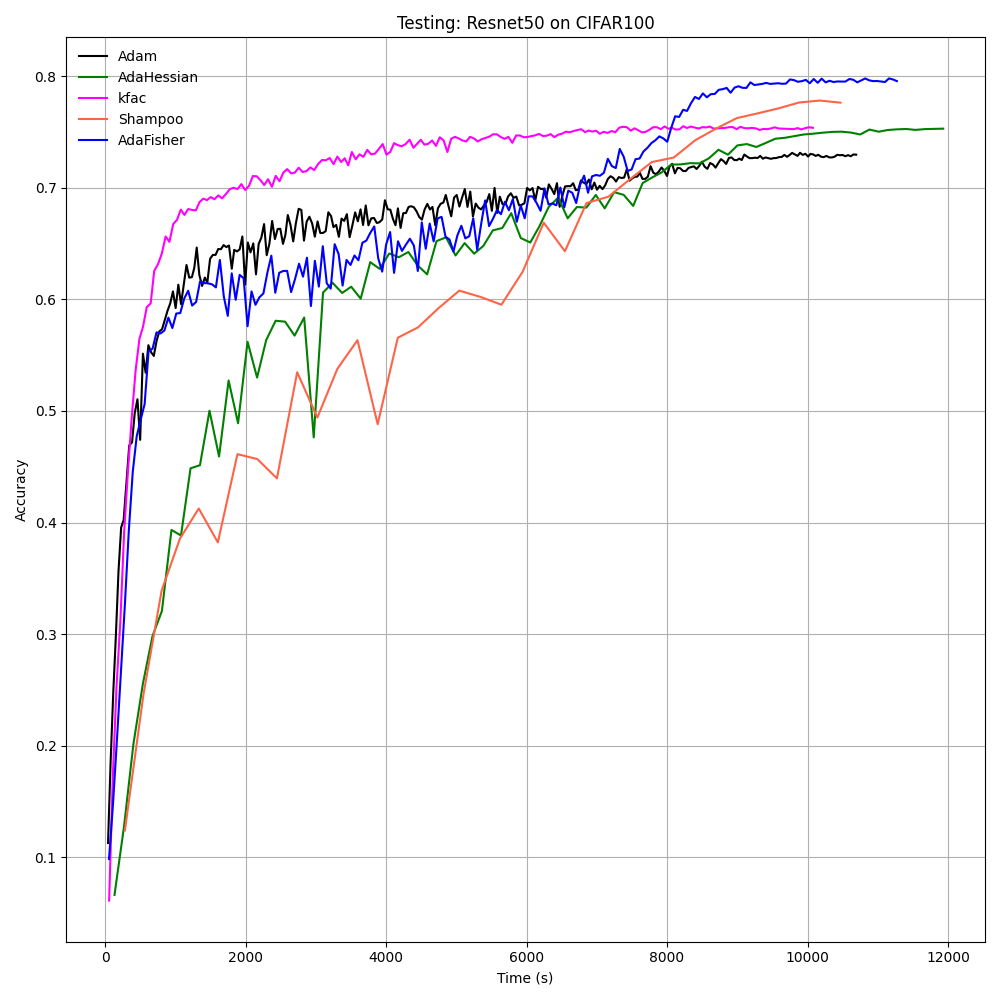 Testing: Resnet50 on CIFAR100
Adam
AdaHessian
kfac
Shampoo
AdaFisher
0.8
0.7
0.6
0.5
0.4
0.3
0.2
0.1
Accuracy
0 2000 4000 6000 8000 10000 12000
Time (s)